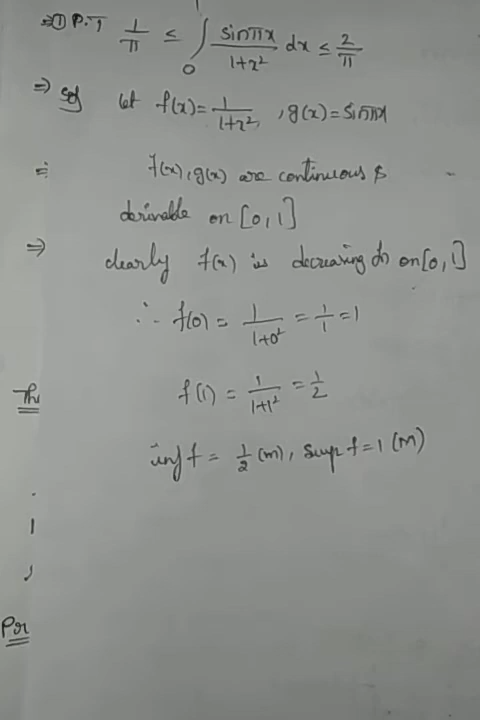 ⇒① P.T 1/π ≤ ∫₀¹ sinπx/(1+x²) dx ≤ 2/π
⇒ Sol let f(x) = 1/(1+x²), g(x) = sinπx
⇒ f(x), g(x) are continuous &
derivable on [0,1]
⇒ clearly f(x) is decreasing on [0,1]
∴ f(0) = 1/(1+0²) = 1/1 = 1
Th
f(1) = 1/(1+1²) = 1/2
inf f = 1/2 (m), sup f = 1 (M)
Por